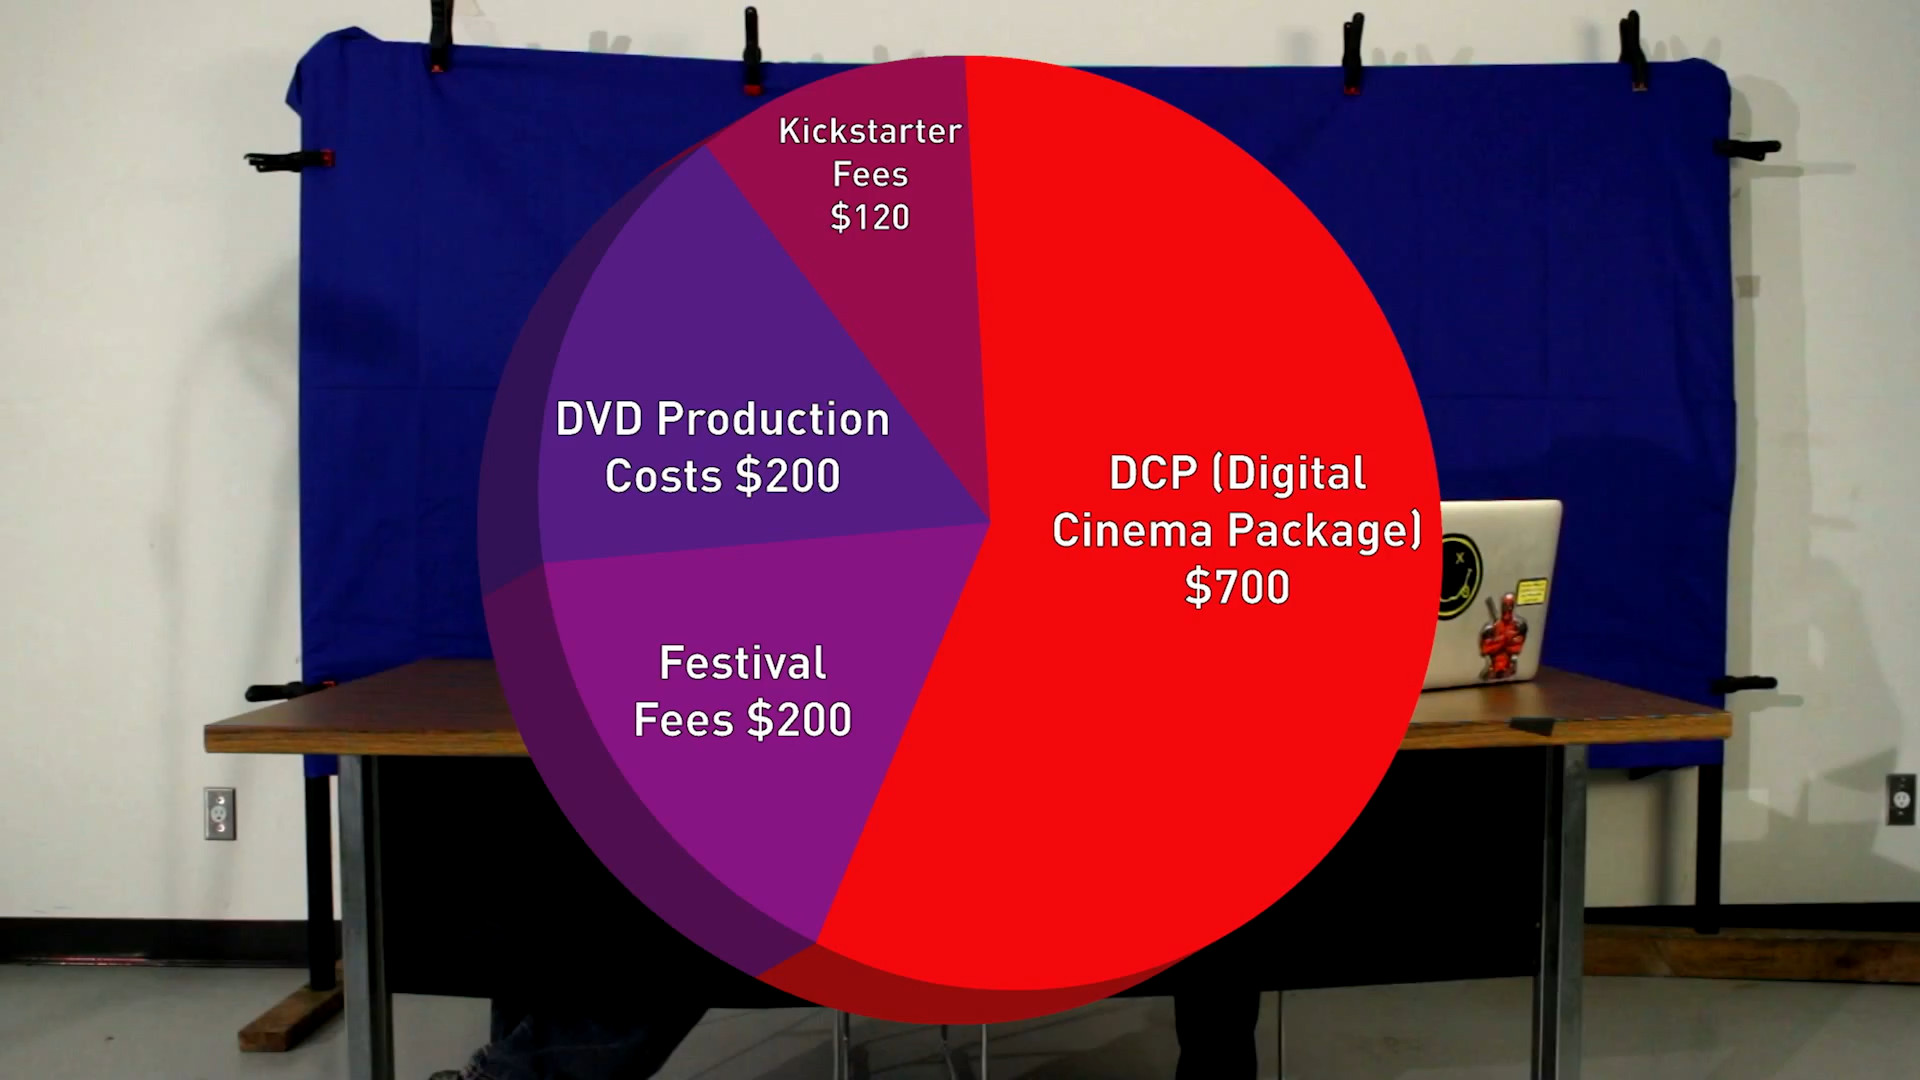 Kickstarter
Fees
$120
DVD Production
Costs $200
DCP (Digital
Cinema Package)
$700
Festival
Fees $200